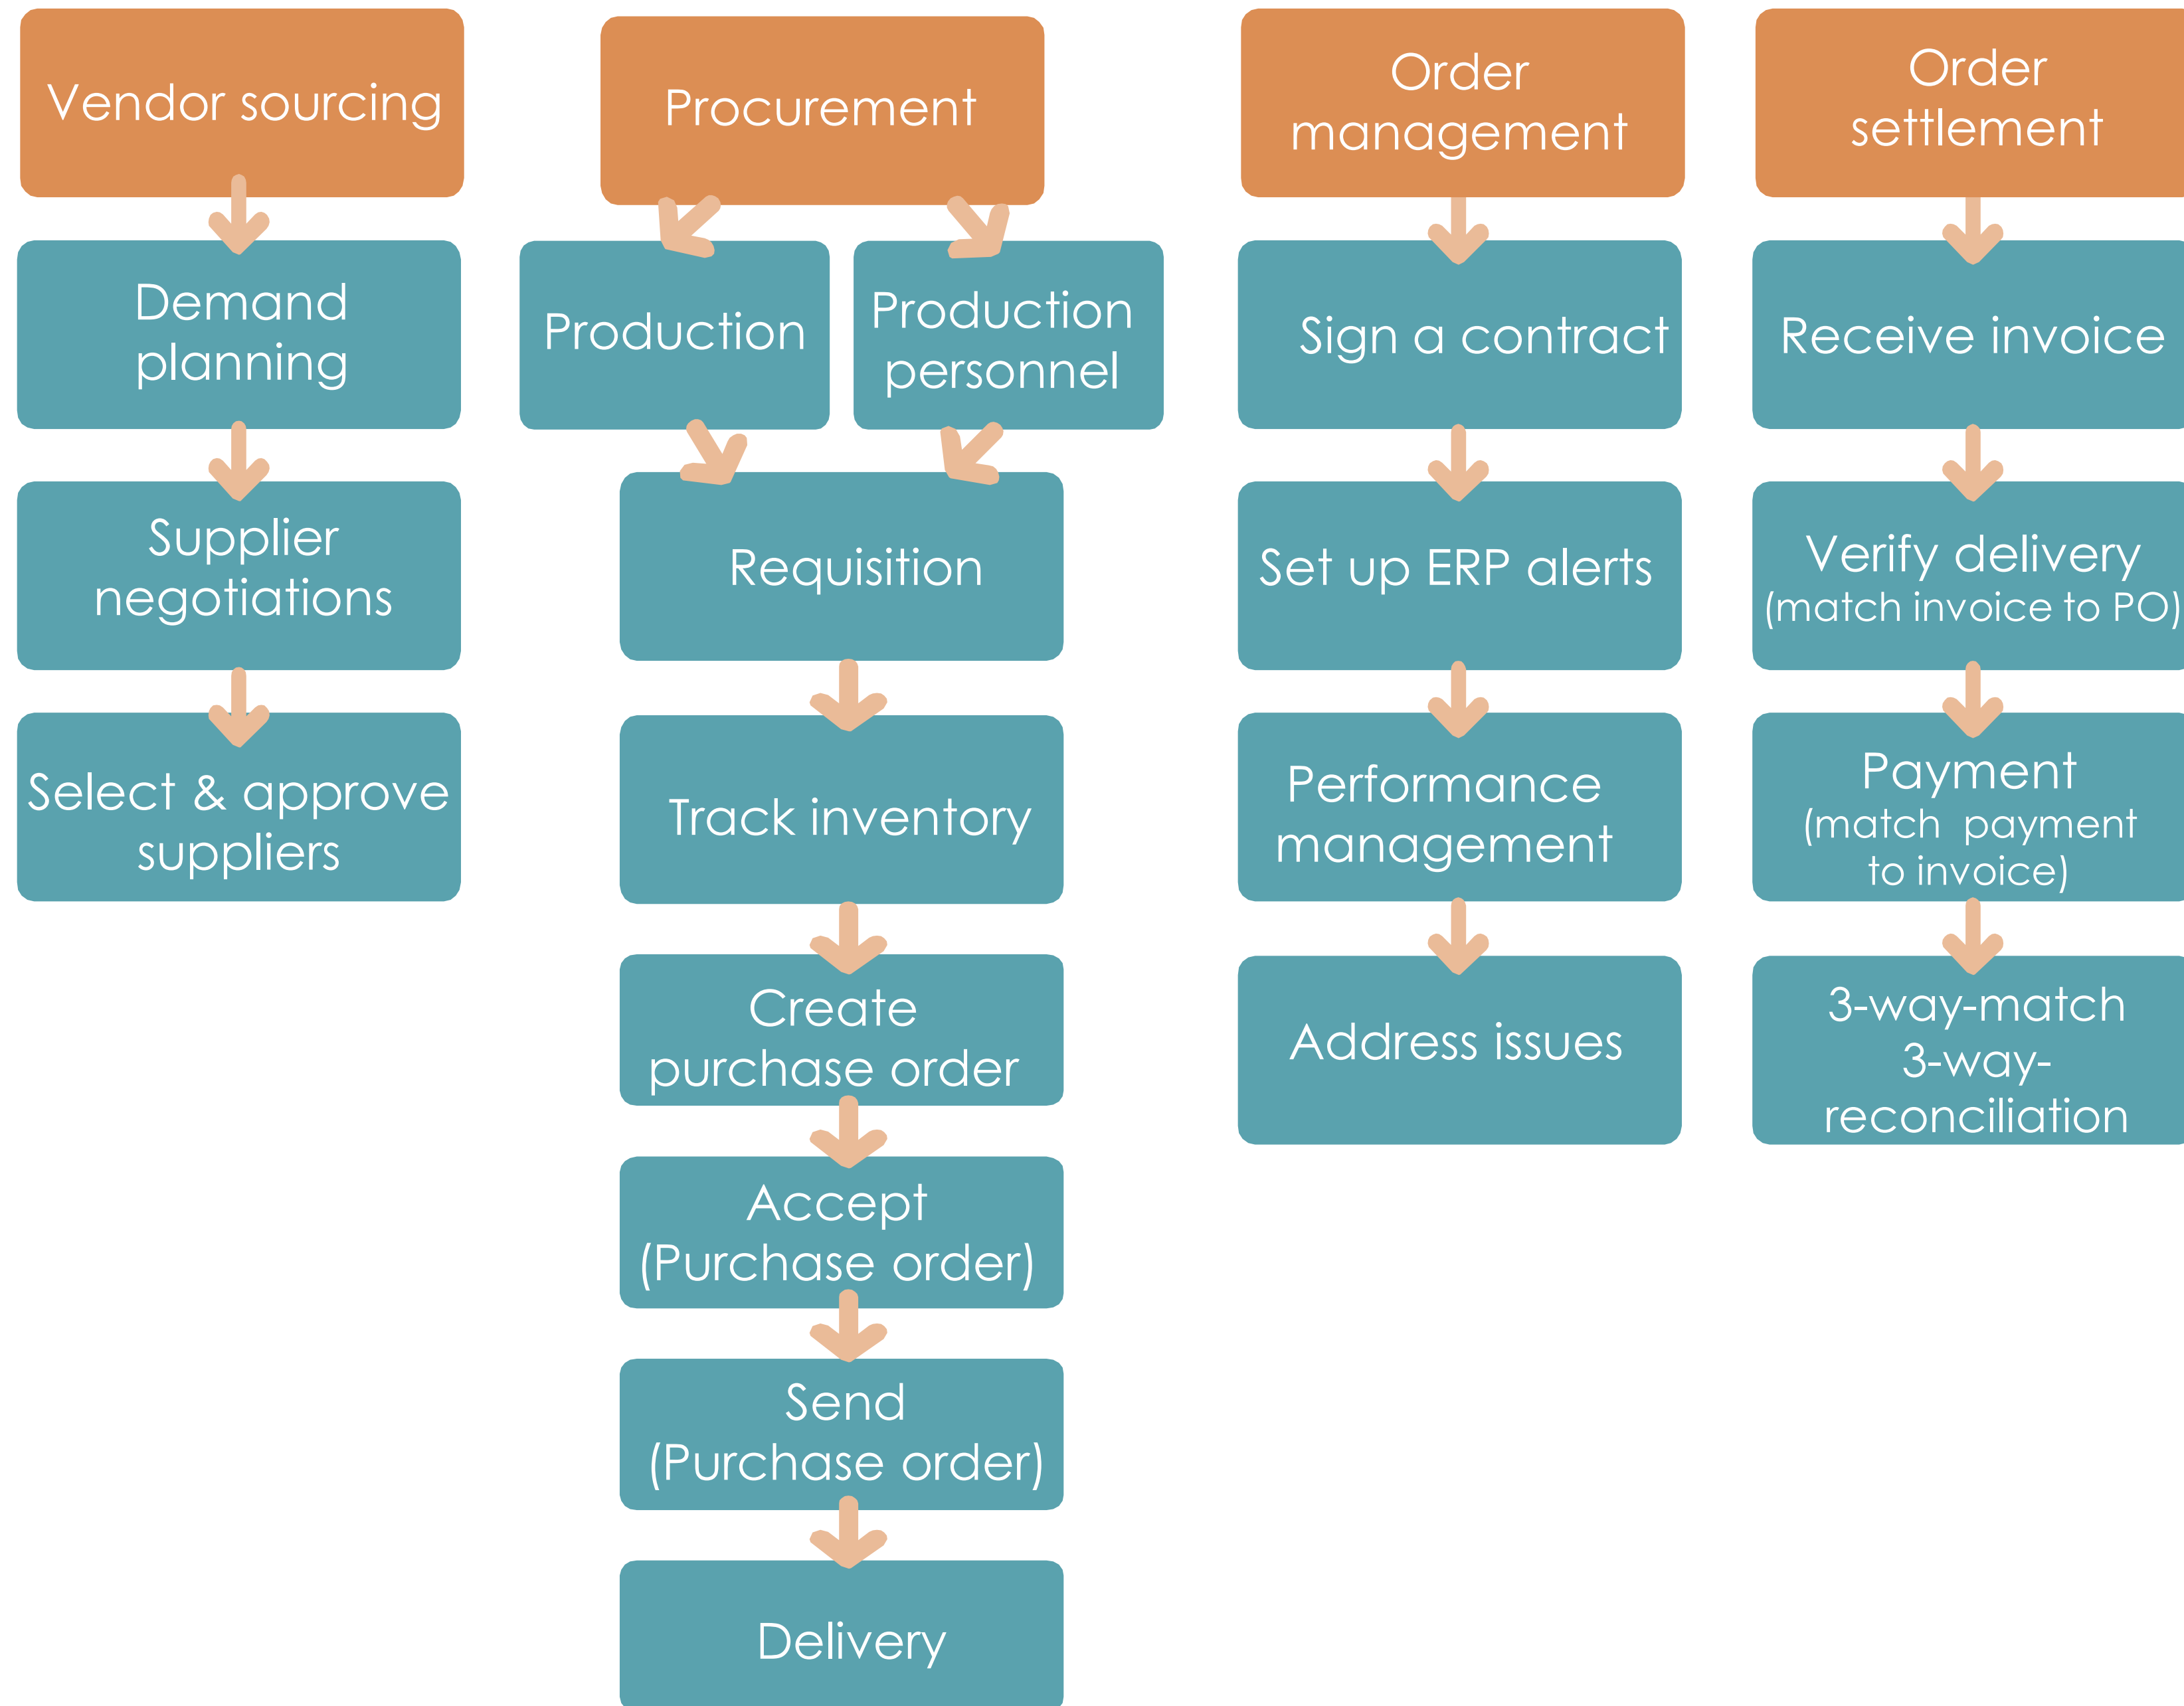 Vendor sourcing
Demand
planning
Supplier
negotiations
Select & approve
suppliers
Procurement
Production
Production
personnel
Requisition
Track inventory
Create
purchase order
Accept
(Purchase order)
Send
(Purchase order)
Delivery
Order
management
Sign a contract
Set up ERP alerts
Performance
management
Address issues
Order
settlement
Receive invoice
Verify delivery
(match invoice to PO)
Payment
(match payment
to invoice)
3-way-match
3-way-
reconciliation